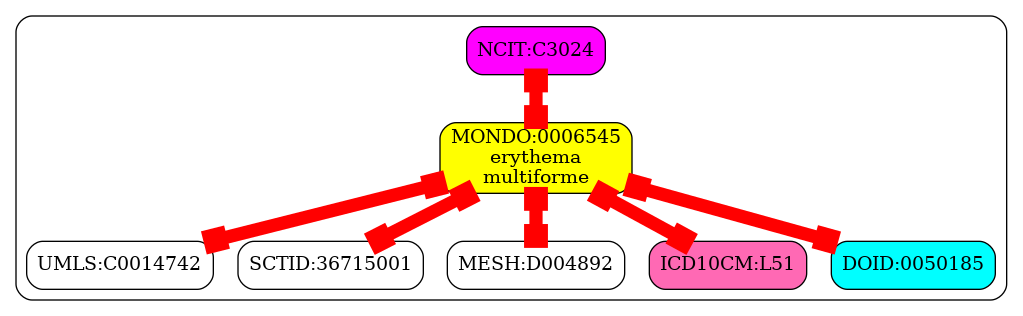 NCIT:C3024
MONDO:0006545
erythema
multiforme
UMLS:C0014742
SCTID:36715001
MESH:D004892
ICD10CM:L51
DOID:0050185